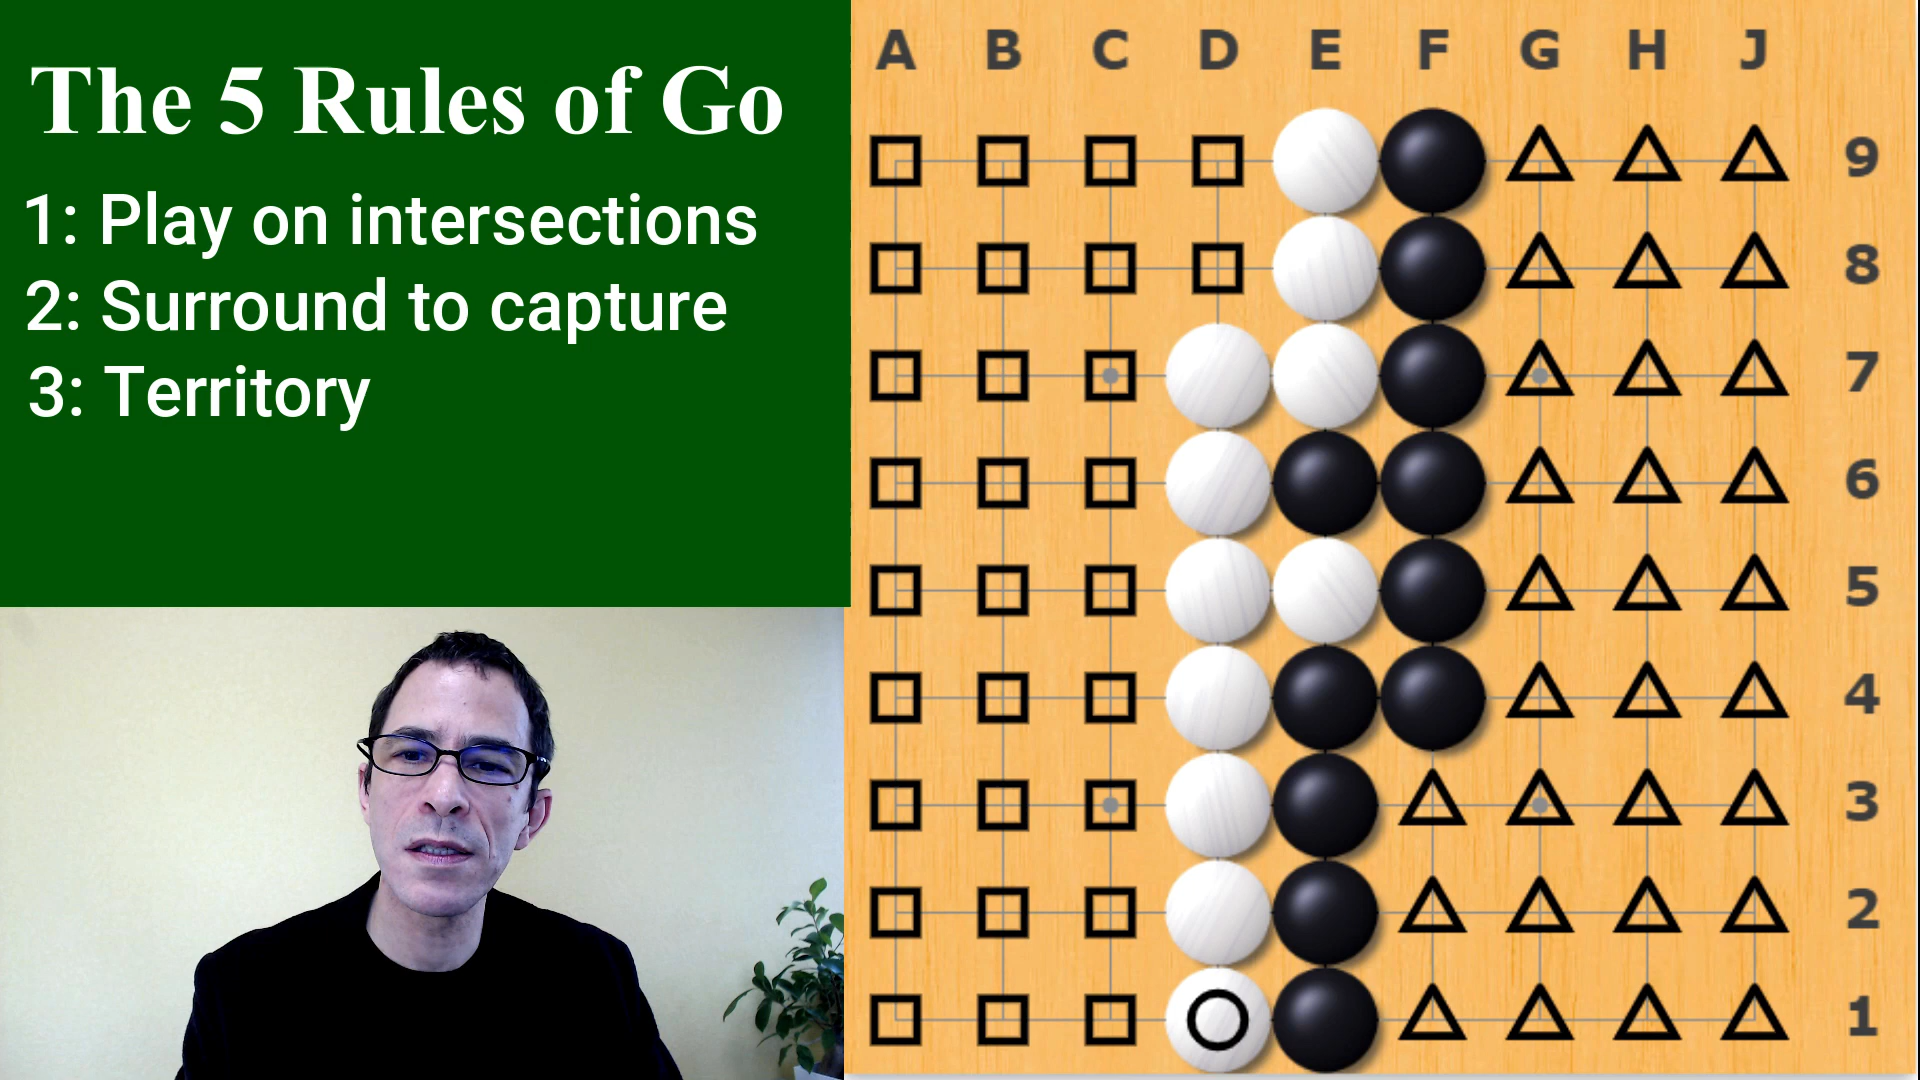 The 5 Rules of Go
1: Play on intersections
2: Surround to capture
3: Territory
A B C D E F G H J
9
8
7
6
5
4
3
2
1